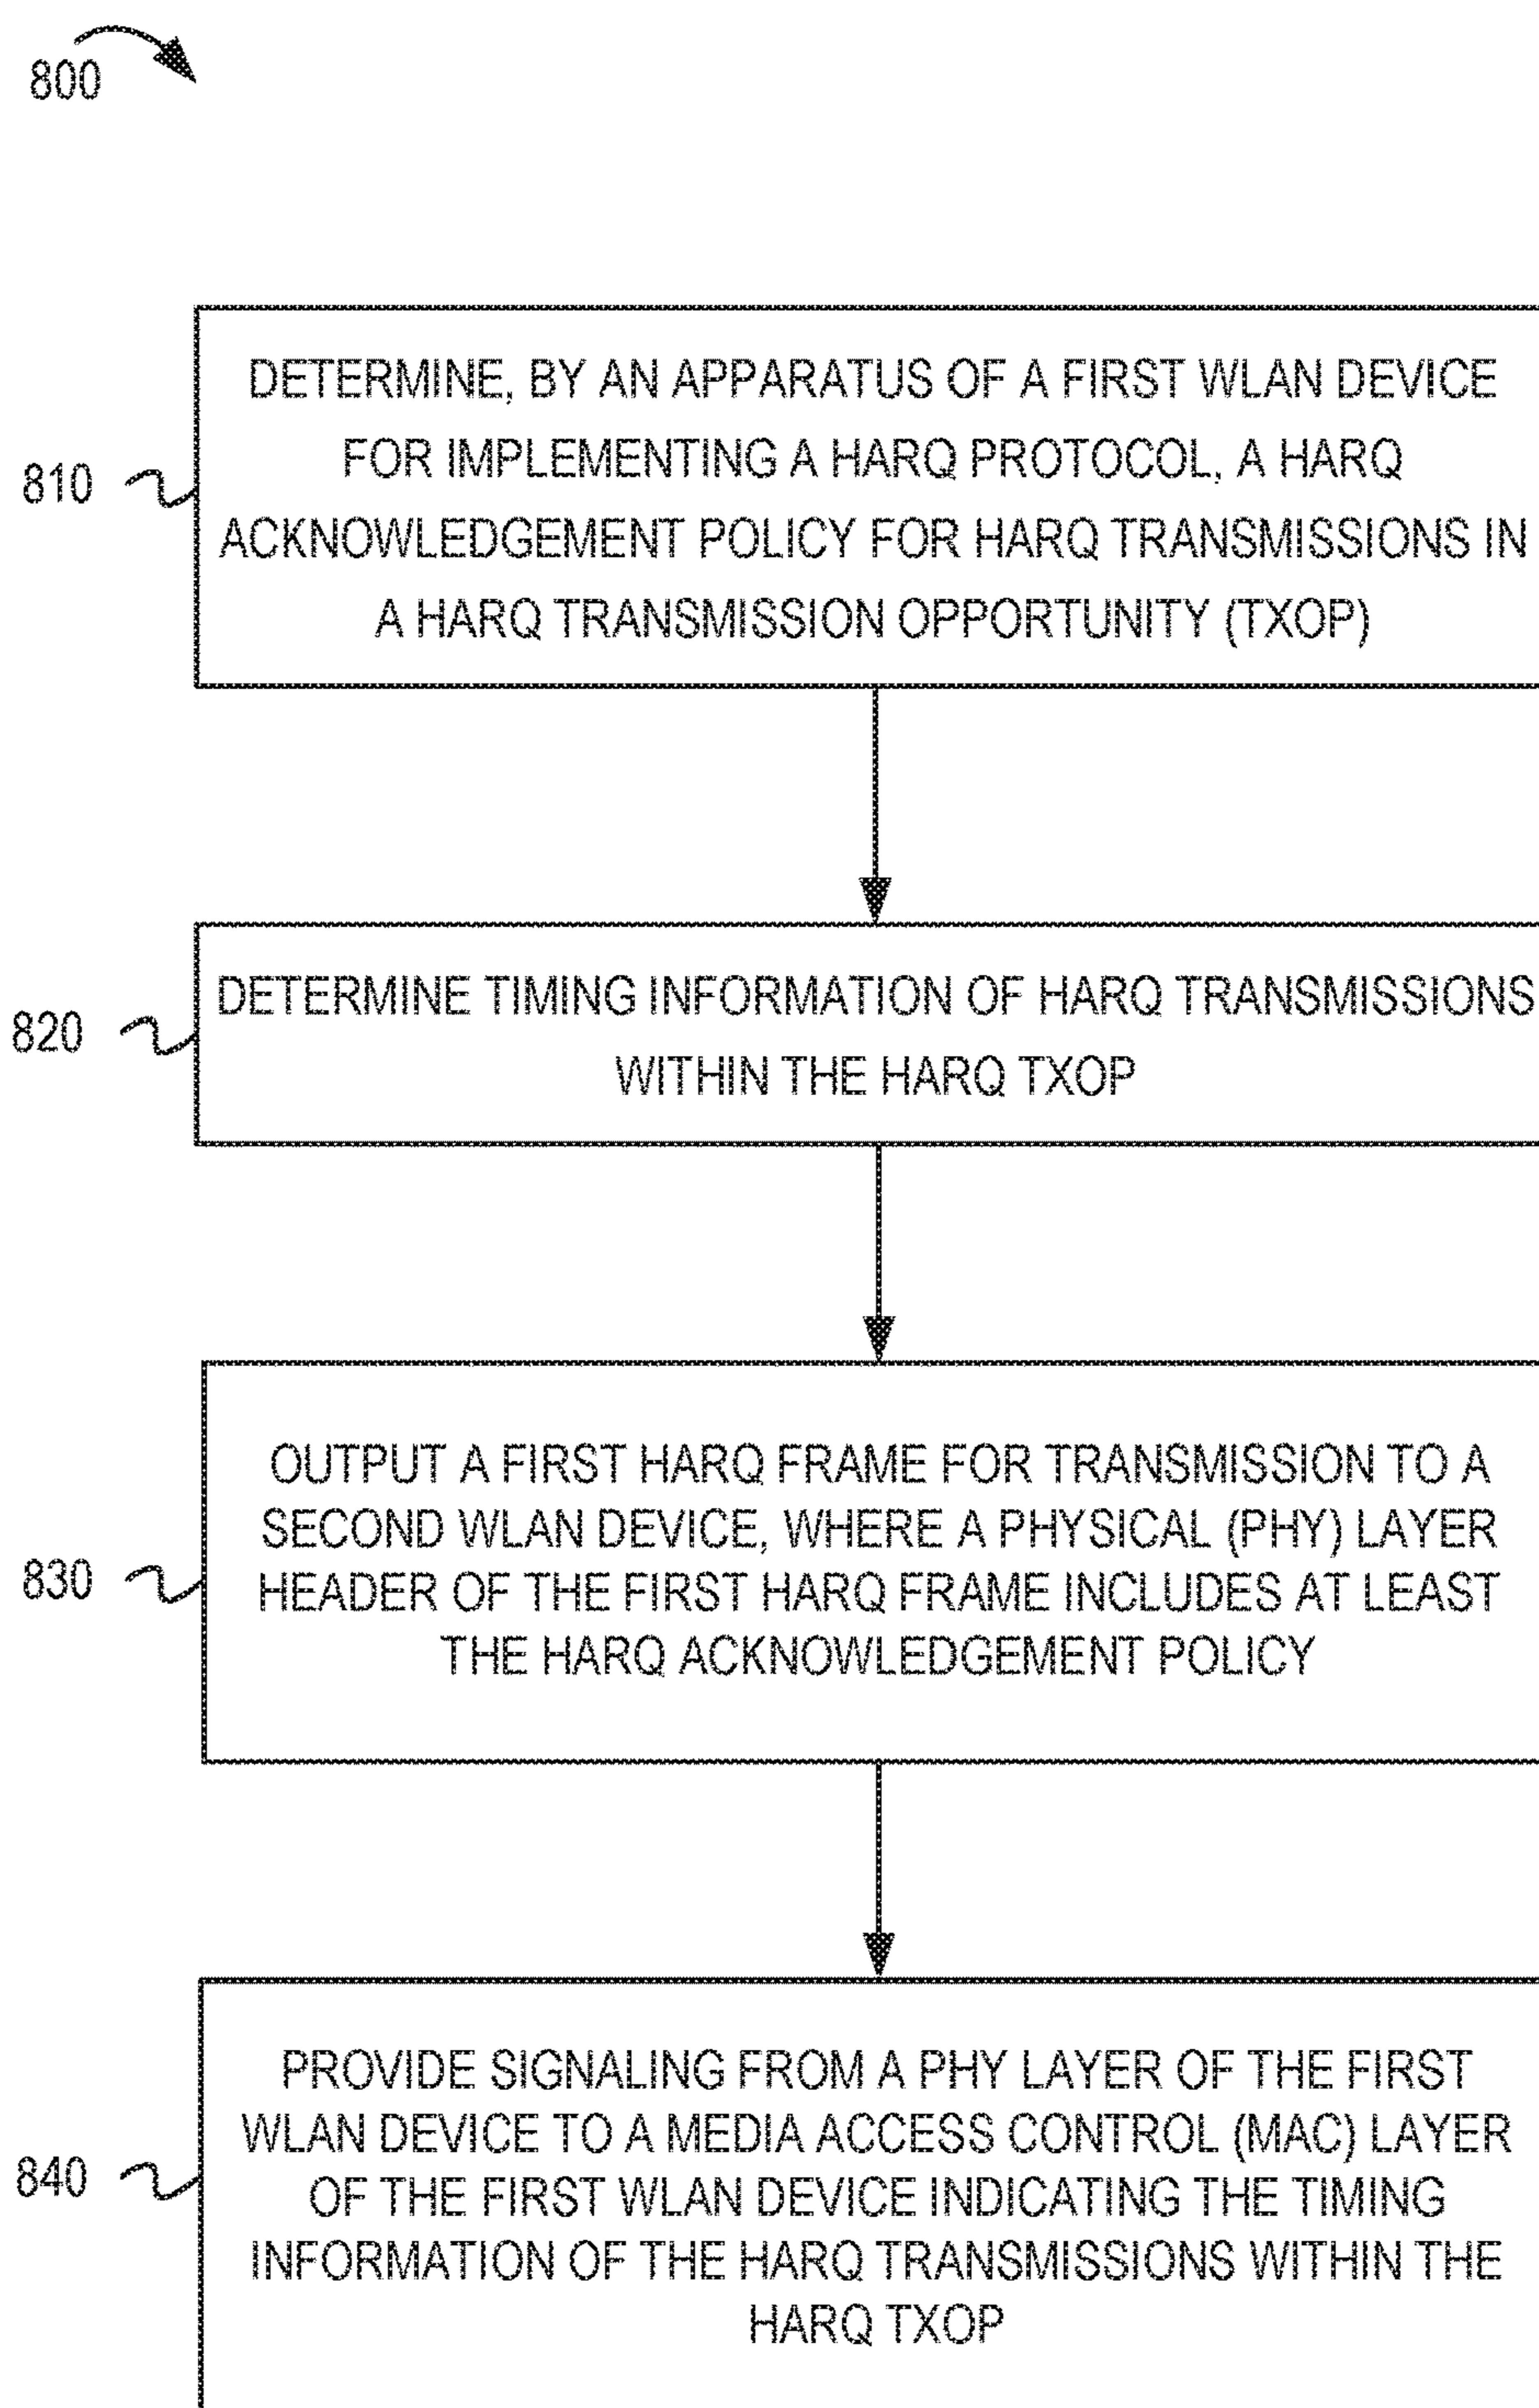 800
810
DETERMINE, BY AN APPARATUS OF A FIRST WLAN DEVICE
FOR IMPLEMENTING A HARQ PROTOCOL, A HARQ
ACKNOWLEDGEMENT POLICY FOR HARQ TRANSMISSIONS IN
A HARQ TRANSMISSION OPPORTUNITY (TXOP)
820
DETERMINE TIMING INFORMATION OF HARQ TRANSMISSIONS
WITHIN THE HARQ TXOP
830
OUTPUT A FIRST HARQ FRAME FOR TRANSMISSION TO A
SECOND WLAN DEVICE, WHERE A PHYSICAL (PHY) LAYER
HEADER OF THE FIRST HARQ FRAME INCLUDES AT LEAST
THE HARQ ACKNOWLEDGEMENT POLICY
840
PROVIDE SIGNALING FROM A PHY LAYER OF THE FIRST
WLAN DEVICE TO A MEDIA ACCESS CONTROL (MAC) LAYER
OF THE FIRST WLAN DEVICE INDICATING THE TIMING
INFORMATION OF THE HARQ TRANSMISSIONS WITHIN THE
HARQ TXOP